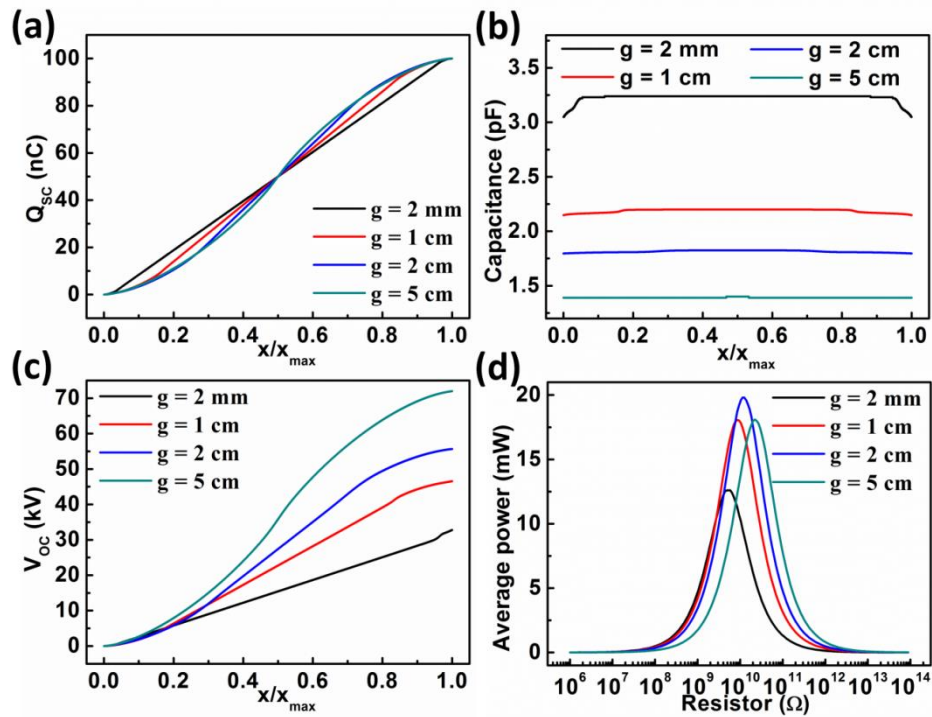 (a)
100
80
60
40
20
0
Q_SC (nC)
g = 2 mm
g = 1 cm
g = 2 cm
g = 5 cm
0.0 0.2 0.4 0.6 0.8 1.0
x/x_max
(b)
g = 2 mm
g = 2 cm
g = 1 cm
g = 5 cm
3.5
3.0
2.5
2.0
1.5
Capacitance (pF)
0.0 0.2 0.4 0.6 0.8 1.0
x/x_max
(c)
70
60
50
40
30
20
10
0
V_OC (kV)
g = 2 mm
g = 1 cm
g = 2 cm
g = 5 cm
0.0 0.2 0.4 0.6 0.8 1.0
x/x_max
(d)
20
15
10
5
0
Average power (mW)
g = 2 mm
g = 1 cm
g = 2 cm
g = 5 cm
10^6 10^7 10^8 10^9 10^10 10^11 10^12 10^13 10^14
Resistor (Ω)